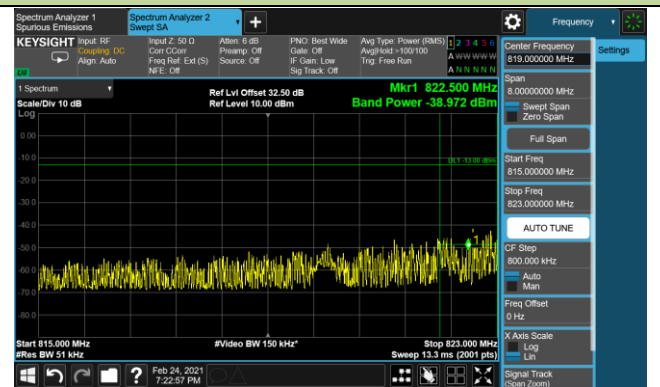 Spectrum Analyzer 1
Spurious Emissions
Spectrum Analyzer 2
Swept SA
Frequency
KEYSIGHT
Input: RF
Coupling: DC
Align: Auto
Input Z: 50 Ω
Corr CCorr
Freq Ref: Ext (S)
NFE: Off
Atten: 6 dB
Preamp: Off
Source: Off
PNO: Best Wide
Gate: Off
IF Gain: Low
Sig Track: Off
Avg Type: Power (RMS)
Avg|Hold:>100/100
Trig: Free Run
1 2 3 4 5 6
A W W W W W
A N N N N N
LXI
1 Spectrum
Scale/Div 10 dB
Log
Ref Lvl Offset 32.50 dB
Ref Level 10.00 dBm
Mkr1 822.500 MHz
Band Power -38.972 dBm
0.00
-10.0
DL1 -13.00 dBm
-20.0
-30.0
-40.0
-50.0
-60.0
-70.0
-80.0
1
Start 815.000 MHz
#Res BW 51 kHz
#Video BW 150 kHz*
Stop 823.000 MHz
Sweep 13.3 ms (2001 pts)
Center Frequency
819.000000 MHz
Settings
Span
8.00000000 MHz
Swept Span
Zero Span
Full Span
Start Freq
815.000000 MHz
Stop Freq
823.000000 MHz
AUTO TUNE
CF Step
800.000 kHz
Auto
Man
Freq Offset
0 Hz
X Axis Scale
Log
Lin
Signal Track
(Span Zoom)
Feb 24, 2021
7:22:57 PM